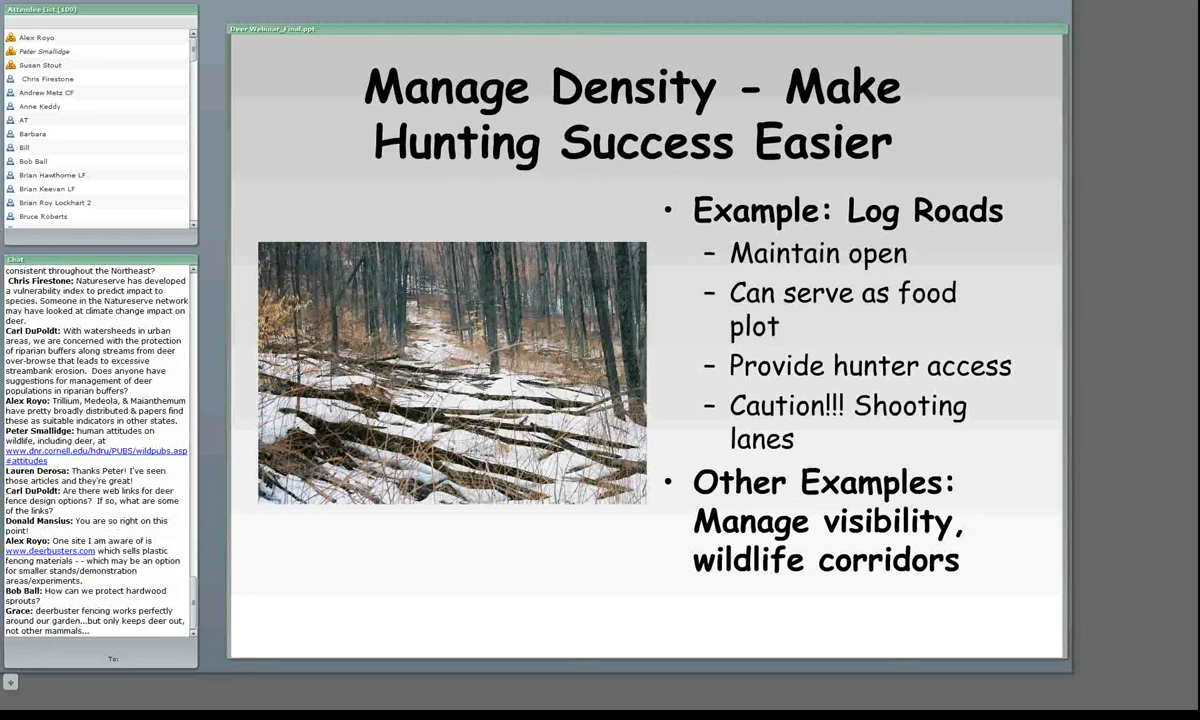 Attendee List (109)
Alex Royo
Peter Smallidge
Susan Stout
Chris Firestone
Andrew Metz CF
Anne Keddy
AT
Barbara
Bill
Bob Ball
Brian Hawthorne LF
Brian Keevan LF
Brian Roy Lockhart 2
Bruce Roberts
Chat
consistent throughout the Northeast?
Chris Firestone: Natureserve has developed
a vulnerability index to predict impact to
species. Someone in the Natureserve network
may have looked at climate change impact on
deer.
Carl DuPoldt: With watersheds in urban
areas, we are concerned with the protection
of riparian buffers along streams from deer
over-browse that leads to excessive
streambank erosion. Does anyone have
suggestions for management of deer
populations in riparian buffers?
Alex Royo: Trillium, Medeola, & Maianthemum
have pretty broadly distributed & papers find
these as suitable indicators in other states.
Peter Smallidge: human attitudes on
wildlife, including deer, at
www.dnr.cornell.edu/hdru/PUBS/wildpubs.asp
#attitudes
Lauren Derosa: Thanks Peter! I've seen
those articles and they're great!
Carl DuPoldt: Are there web links for deer
fence design options? If so, what are some
of the links?
Donald Mansius: You are so right on this
point!
Alex Royo: One site I am aware of is
www.deerbusters.com which sells plastic
fencing materials - - which may be an option
for smaller stands/demonstration
areas/experiments.
Bob Ball: How can we protect hardwood
sprouts?
Grace: deerbuster fencing works perfectly
around our garden...but only keeps deer out,
not other mammals...
To:
Deer Webinar_Final.ppt
Manage Density - Make
Hunting Success Easier
• Example: Log Roads
– Maintain open
– Can serve as food
plot
– Provide hunter access
– Caution!!! Shooting
lanes
• Other Examples:
Manage visibility,
wildlife corridors